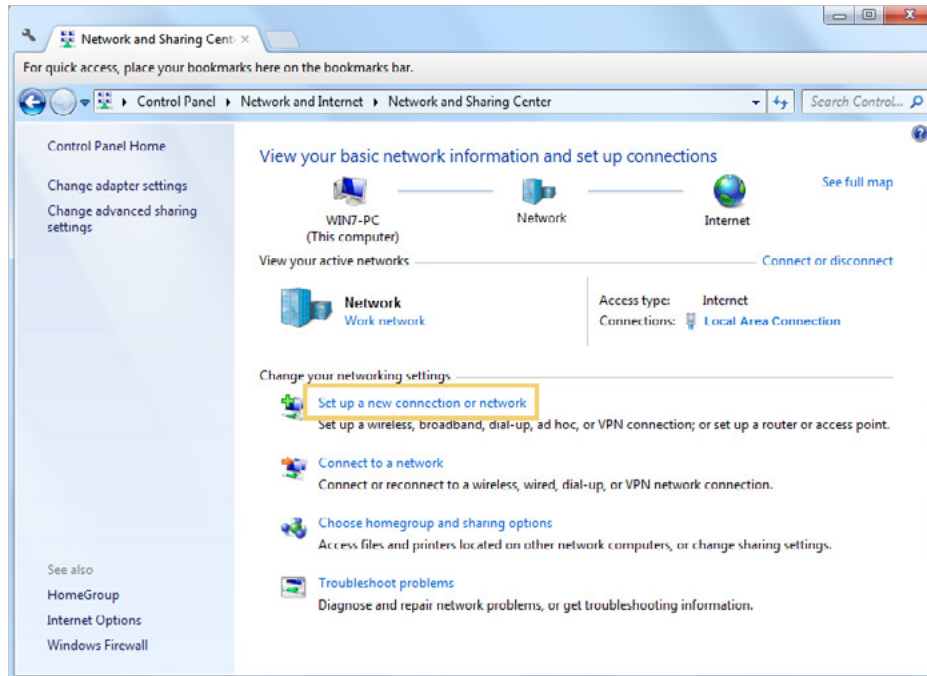 Network and Sharing Cent
For quick access, place your bookmarks here on the bookmarks bar.
Control Panel Network and Internet Network and Sharing Center
Search Control...
Control Panel Home
Change adapter settings
Change advanced sharing
settings
View your basic network information and set up connections
See full map
WIN7-PC
(This computer)
Network
Internet
View your active networks
Connect or disconnect
Network
Work network
Access type: Internet
Connections: Local Area Connection
Change your networking settings
Set up a new connection or network
Set up a wireless, broadband, dial-up, ad hoc, or VPN connection; or set up a router or access point.
Connect to a network
Connect or reconnect to a wireless, wired, dial-up, or VPN network connection.
Choose homegroup and sharing options
Access files and printers located on other network computers, or change sharing settings.
Troubleshoot problems
Diagnose and repair network problems, or get troubleshooting information.
See also
HomeGroup
Internet Options
Windows Firewall